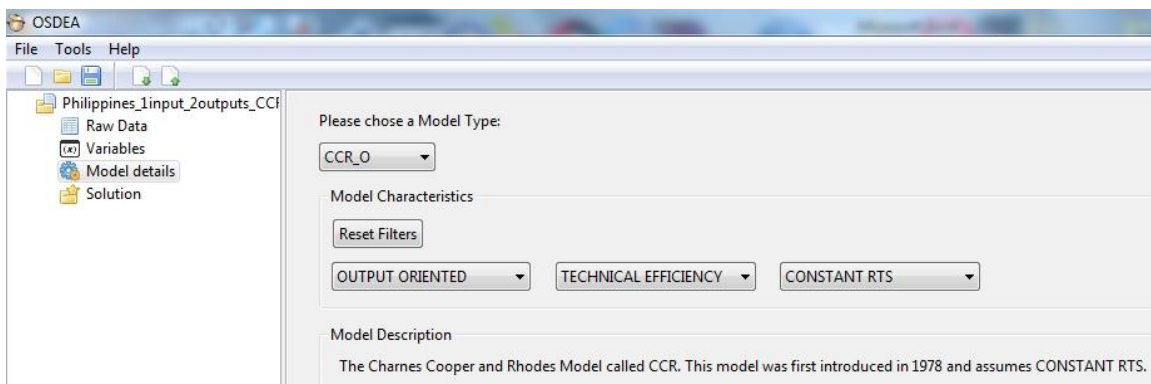 OSDEA
File Tools Help
Philippines_1input_2outputs_CCF
Raw Data
Variables
Model details
Solution
Please chose a Model Type:
CCR_O
Model Characteristics
Reset Filters
OUTPUT ORIENTED
TECHNICAL EFFICIENCY
CONSTANT RTS
Model Description
The Charnes Cooper and Rhodes Model called CCR. This model was first introduced in 1978 and assumes CONSTANT RTS.